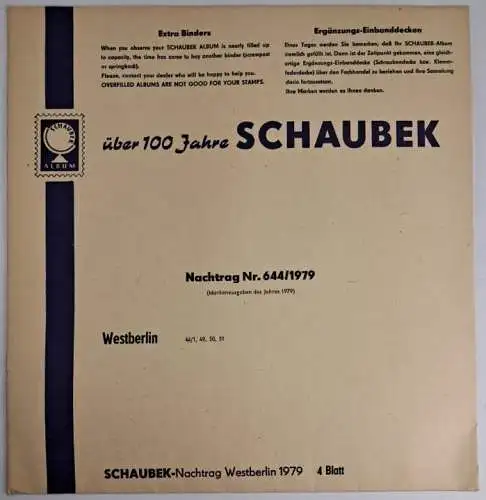 Extra Binders
When you observe your SCHAUBEK ALBUM is nearly filled up
to capacity, the time has come to buy another binder (screwpost
or springback).
Please, contact your dealer who will be happy to help you.
OVERFILLED ALBUMS ARE NOT GOOD FOR YOUR STAMPS.
Ergänzungs-Einbanddecken
Eines Tages werden Sie bemerken, daß Ihr SCHAUBEK-Album
ziemlich gefüllt ist. Dann ist der Zeitpunkt gekommen, eine gleich-
artige Ergänzungs-Einbanddecke (Schraubendecke bzw. Klemm-
federdecke) über den Fachhandel zu beziehen und Ihre Sammlung
darin fortzusetzen.
Ihre Marken werden es Ihnen danken.
SCHAUBEK
ALBUM
über 100 Jahre SCHAUBEK
Nachtrag Nr. 644/1979
(Markenausgaben des Jahres 1979)
Westberlin 46/1, 49, 50, 51
SCHAUBEK-Nachtrag Westberlin 1979 4 Blatt